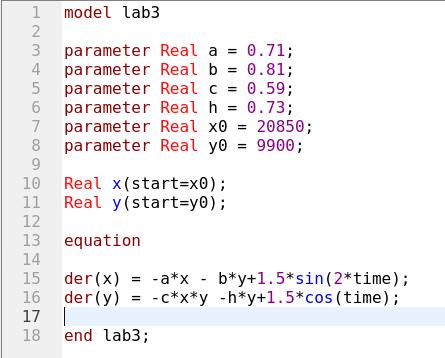 1 model lab3
2
3 parameter Real a = 0.71;
4 parameter Real b = 0.81;
5 parameter Real c = 0.59;
6 parameter Real h = 0.73;
7 parameter Real x0 = 20850;
8 parameter Real y0 = 9900;
9
10 Real x(start=x0);
11 Real y(start=y0);
12
13 equation
14
15 der(x) = -a*x - b*y+1.5*sin(2*time);
16 der(y) = -c*x*y -h*y+1.5*cos(time);
17
18 end lab3;